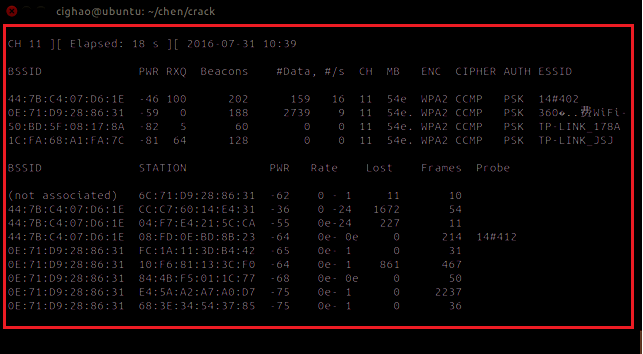 cighao@ubuntu: ~/chen/crack
CH 11 ][ Elapsed: 18 s ][ 2016-07-31 10:39
BSSID PWR RXQ Beacons #Data, #/s CH MB ENC CIPHER AUTH ESSID
44:7B:C4:07:D6:1E -46 100 202 159 16 11 54e WPA2 CCMP PSK 14#402
0E:71:D9:28:86:31 -59 0 188 2739 9 11 54e. WPA2 CCMP PSK 360�..费WiFi-
50:BD:5F:08:17:8A -82 5 60 0 0 11 54e. WPA2 CCMP PSK TP-LINK_178A
1C:FA:68:A1:FA:7C -81 64 128 0 0 11 54e. WPA2 CCMP PSK TP-LINK_JSJ
BSSID STATION PWR Rate Lost Frames Probe
(not associated) 6C:71:D9:28:86:31 -62 0 - 1 11 10
44:7B:C4:07:D6:1E CC:C7:60:14:E4:31 -36 0 -24 1672 54
44:7B:C4:07:D6:1E 04:F7:E4:21:5C:CA -55 0e-24 227 11
44:7B:C4:07:D6:1E 08:FD:0E:BD:8B:23 -64 0e- 0e 0 214 14#412
0E:71:D9:28:86:31 FC:1A:11:3D:B4:42 -65 0e- 1 0 31
0E:71:D9:28:86:31 10:F6:81:13:3C:F0 -64 0e- 1 861 467
0E:71:D9:28:86:31 84:4B:F5:01:1C:77 -68 0e- 0e 0 50
0E:71:D9:28:86:31 E4:5A:A2:A7:A0:D7 -75 0e- 1 0 2237
0E:71:D9:28:86:31 68:3E:34:54:37:85 -75 0e- 1 0 36